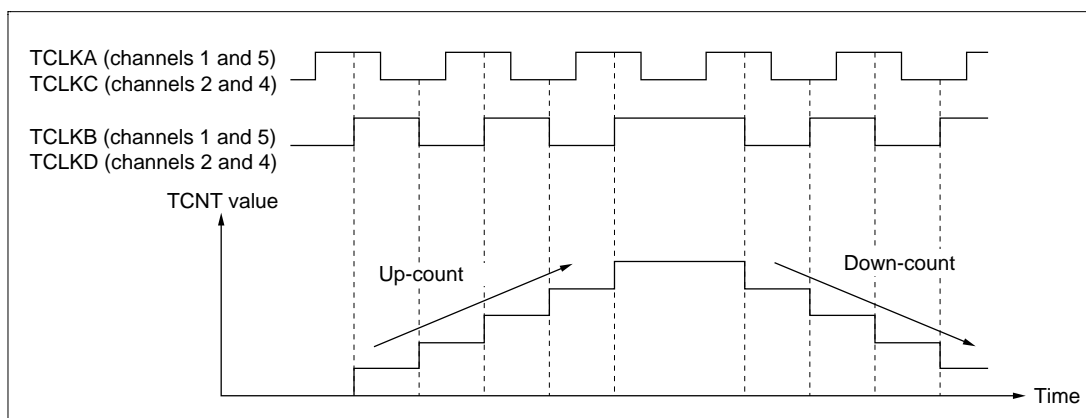 TCLKA (channels 1 and 5)
TCLKC (channels 2 and 4)
TCLKB (channels 1 and 5)
TCLKD (channels 2 and 4)
TCNT value
Up-count
Down-count
Time